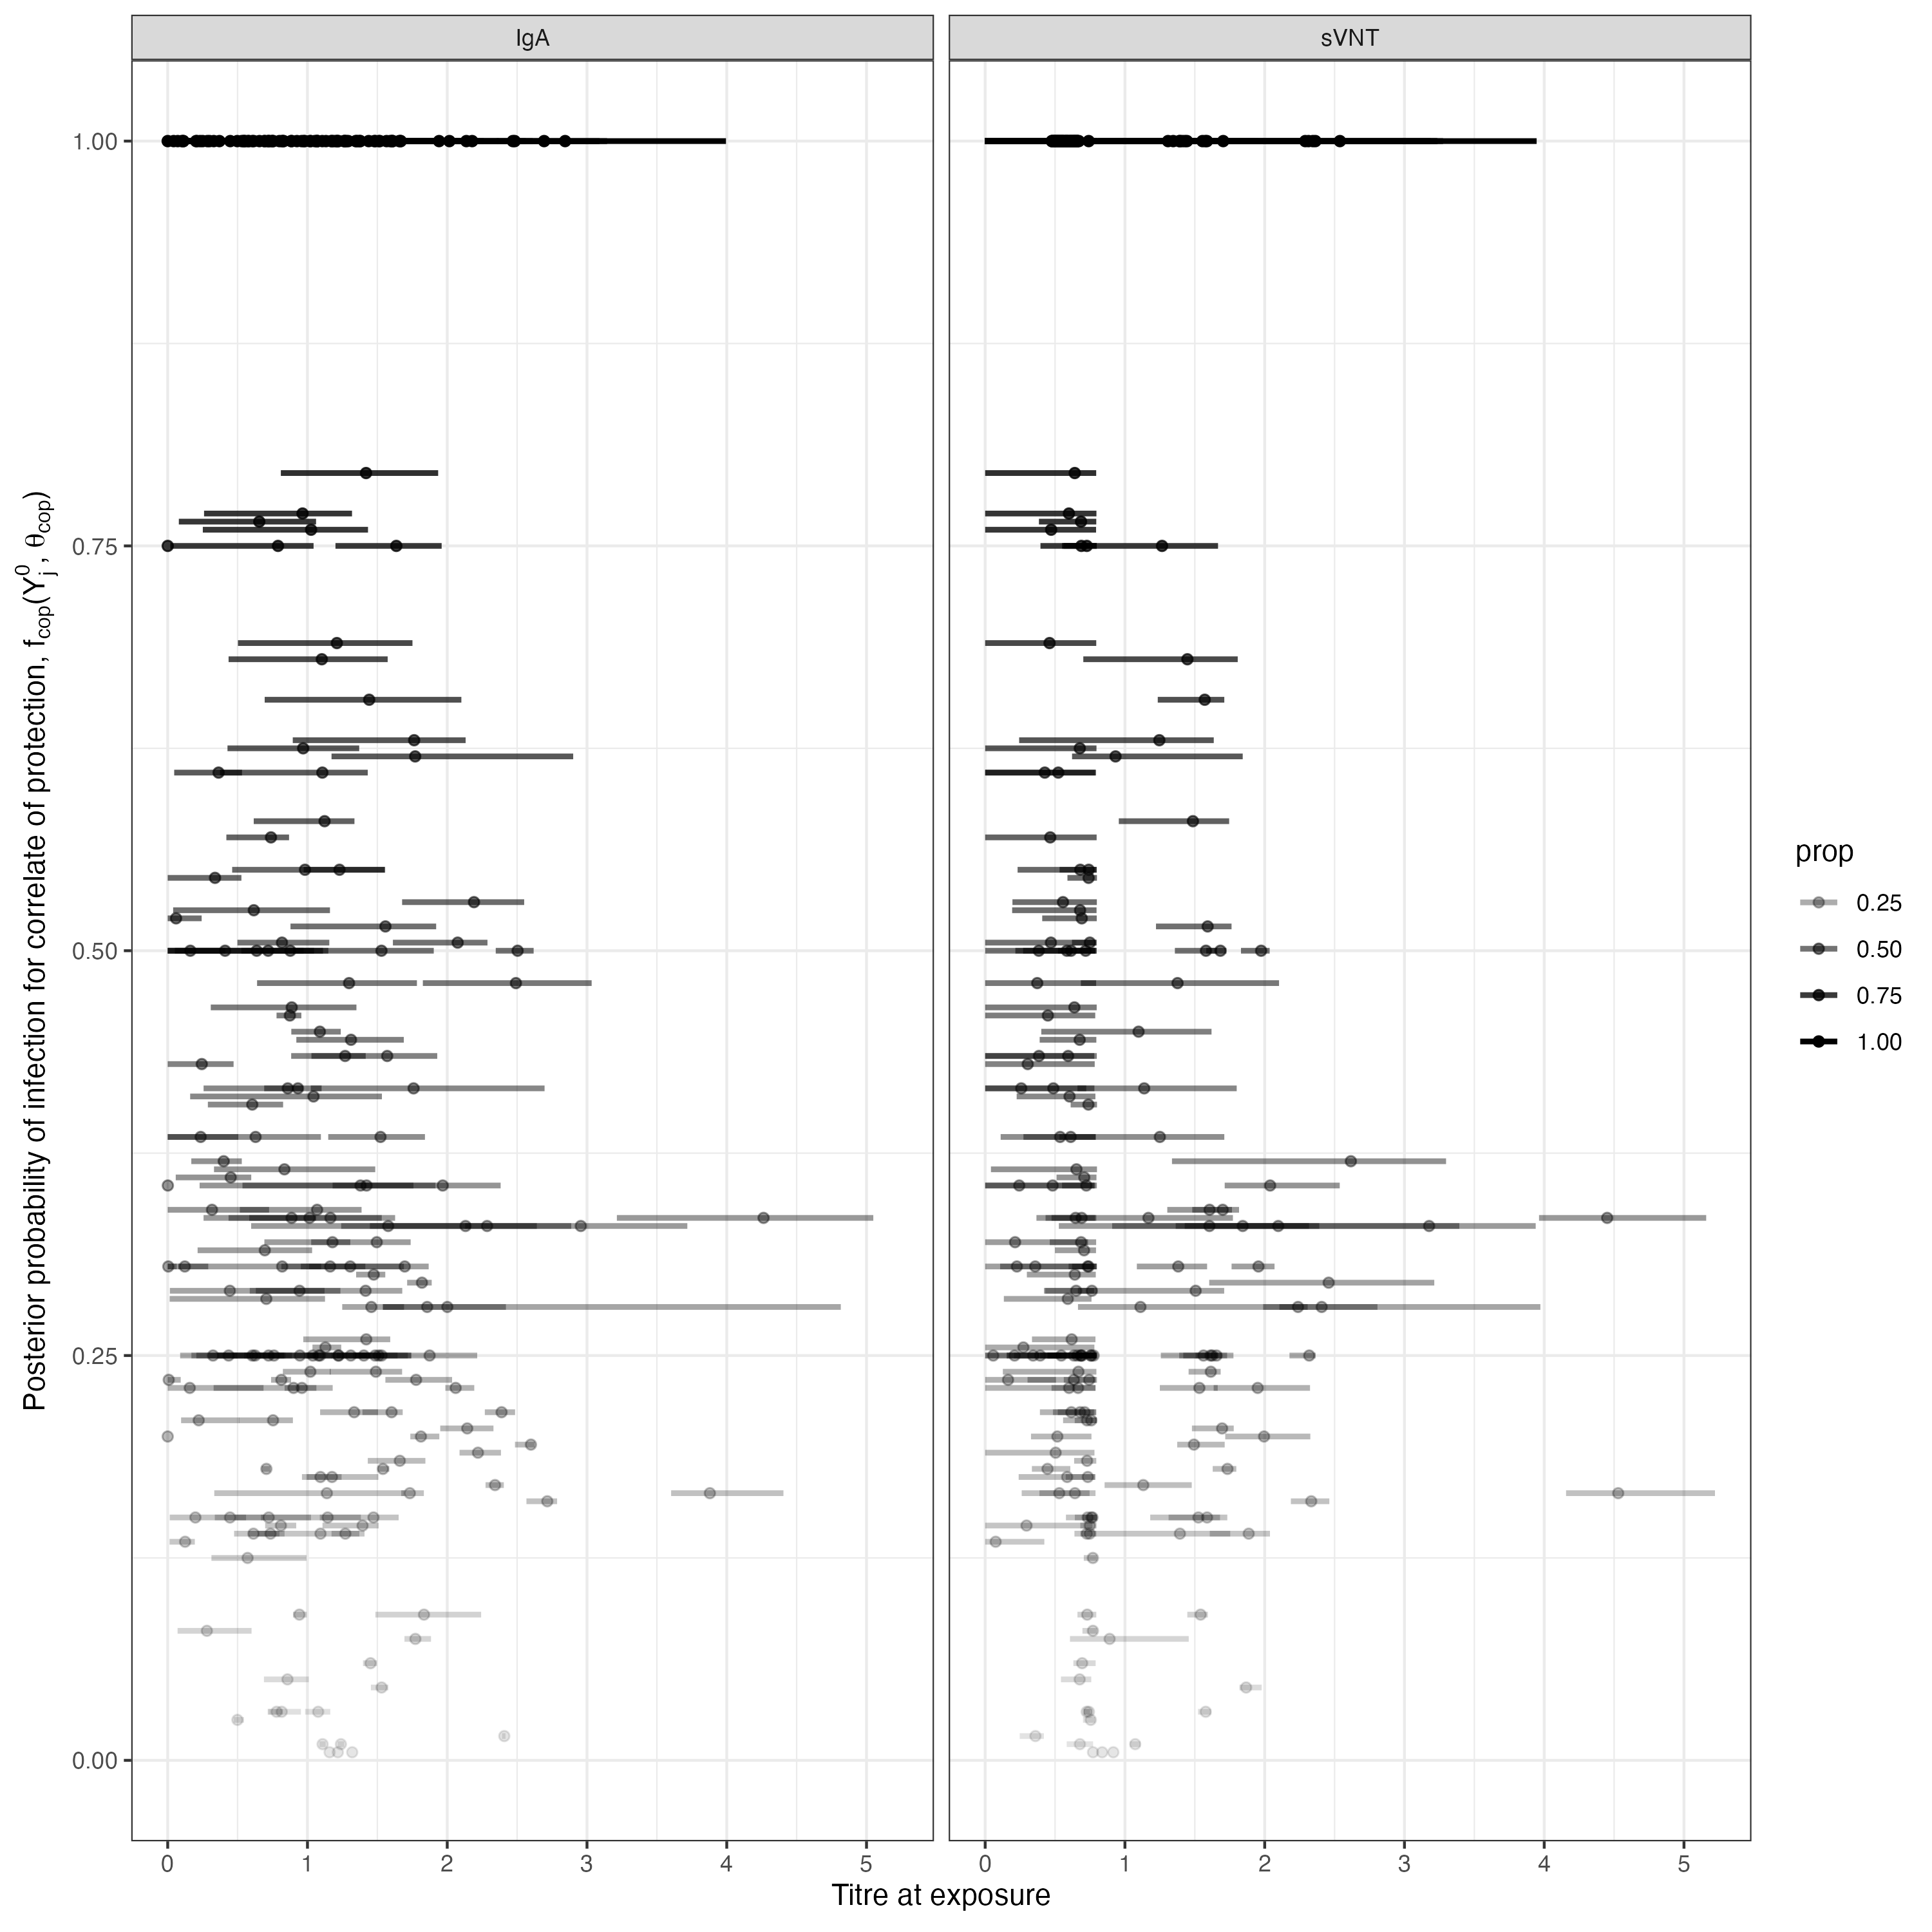 IgA
sVNT
Posterior probability of infection for correlate of protection, f_cop(Y_j^0, θ_cop)
1.00
0.75
0.50
0.25
0.00
0 1 2 3 4 5
0 1 2 3 4 5
Titre at exposure
prop
0.25
0.50
0.75
1.00